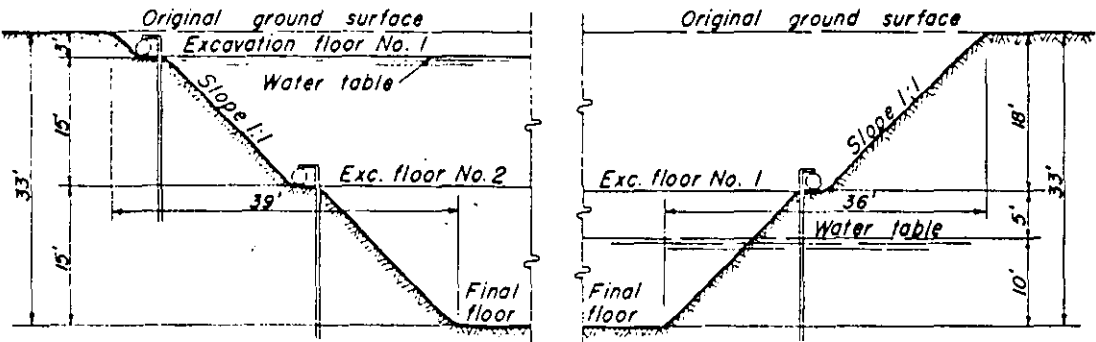 Original ground surface
3'
Excavation floor No. 1
Water table
Slope 1:1
15'
33'
Exc. floor No. 2
39'
15'
Final
floor
Original ground surface
Slope 1:1
18'
Exc. floor No. 1
36'
33'
5'
Water table
10'
Final
floor